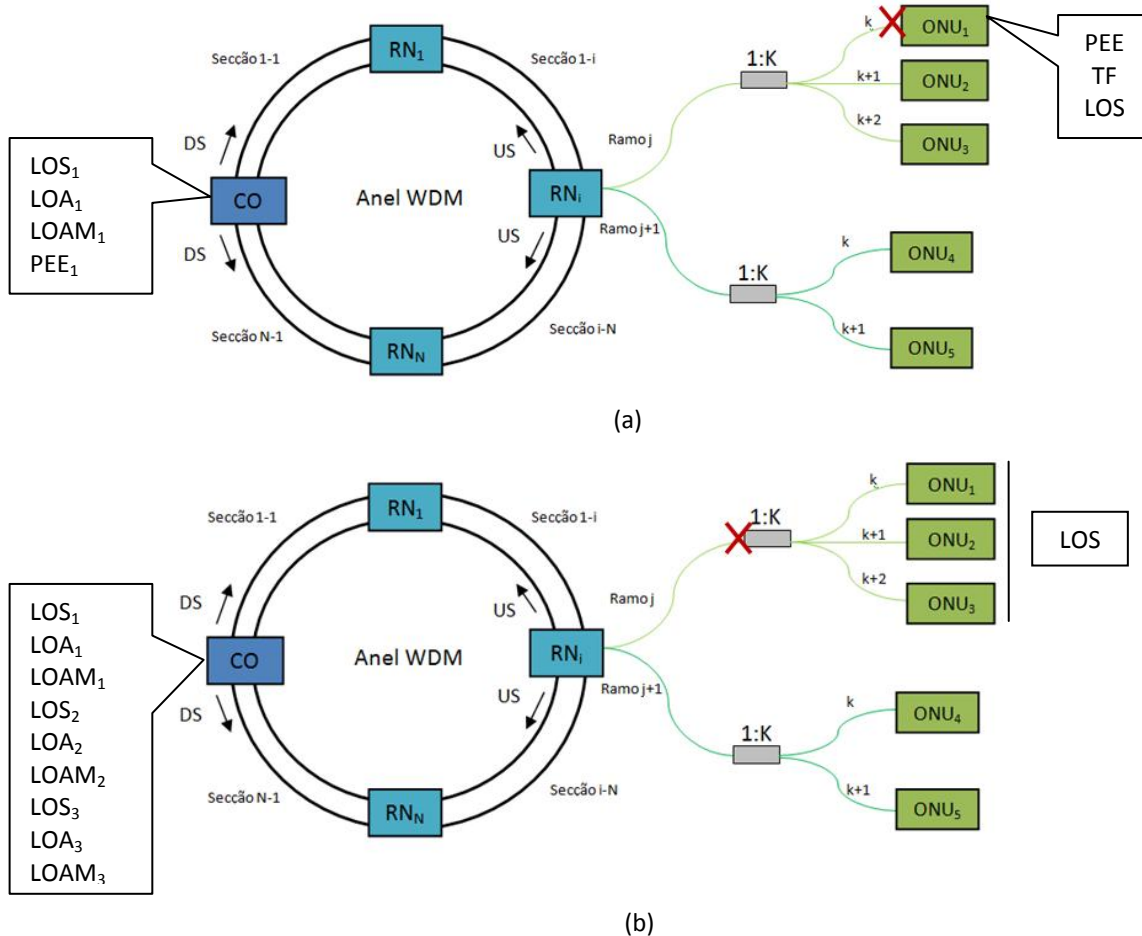 RN₁
Secção 1-1
Secção 1-i
DS
US
CO
Anel WDM
RNᵢ
DS
US
Secção N-1
Secção i-N
RN_N
LOS₁
LOA₁
LOAM₁
PEE₁
Ramo j
Ramo j+1
1:K
k
k+1
k+2
ONU₁
ONU₂
ONU₃
PEE
TF
LOS
1:K
k
k+1
ONU₄
ONU₅
(a)
RN₁
Secção 1-1
Secção 1-i
DS
US
CO
Anel WDM
RNᵢ
DS
US
Secção N-1
Secção i-N
RN_N
LOS₁
LOA₁
LOAM₁
LOS₂
LOA₂
LOAM₂
LOS₃
LOA₃
LOAM₃
Ramo j
Ramo j+1
1:K
k
k+1
k+2
ONU₁
ONU₂
ONU₃
LOS
1:K
k
k+1
ONU₄
ONU₅
(b)